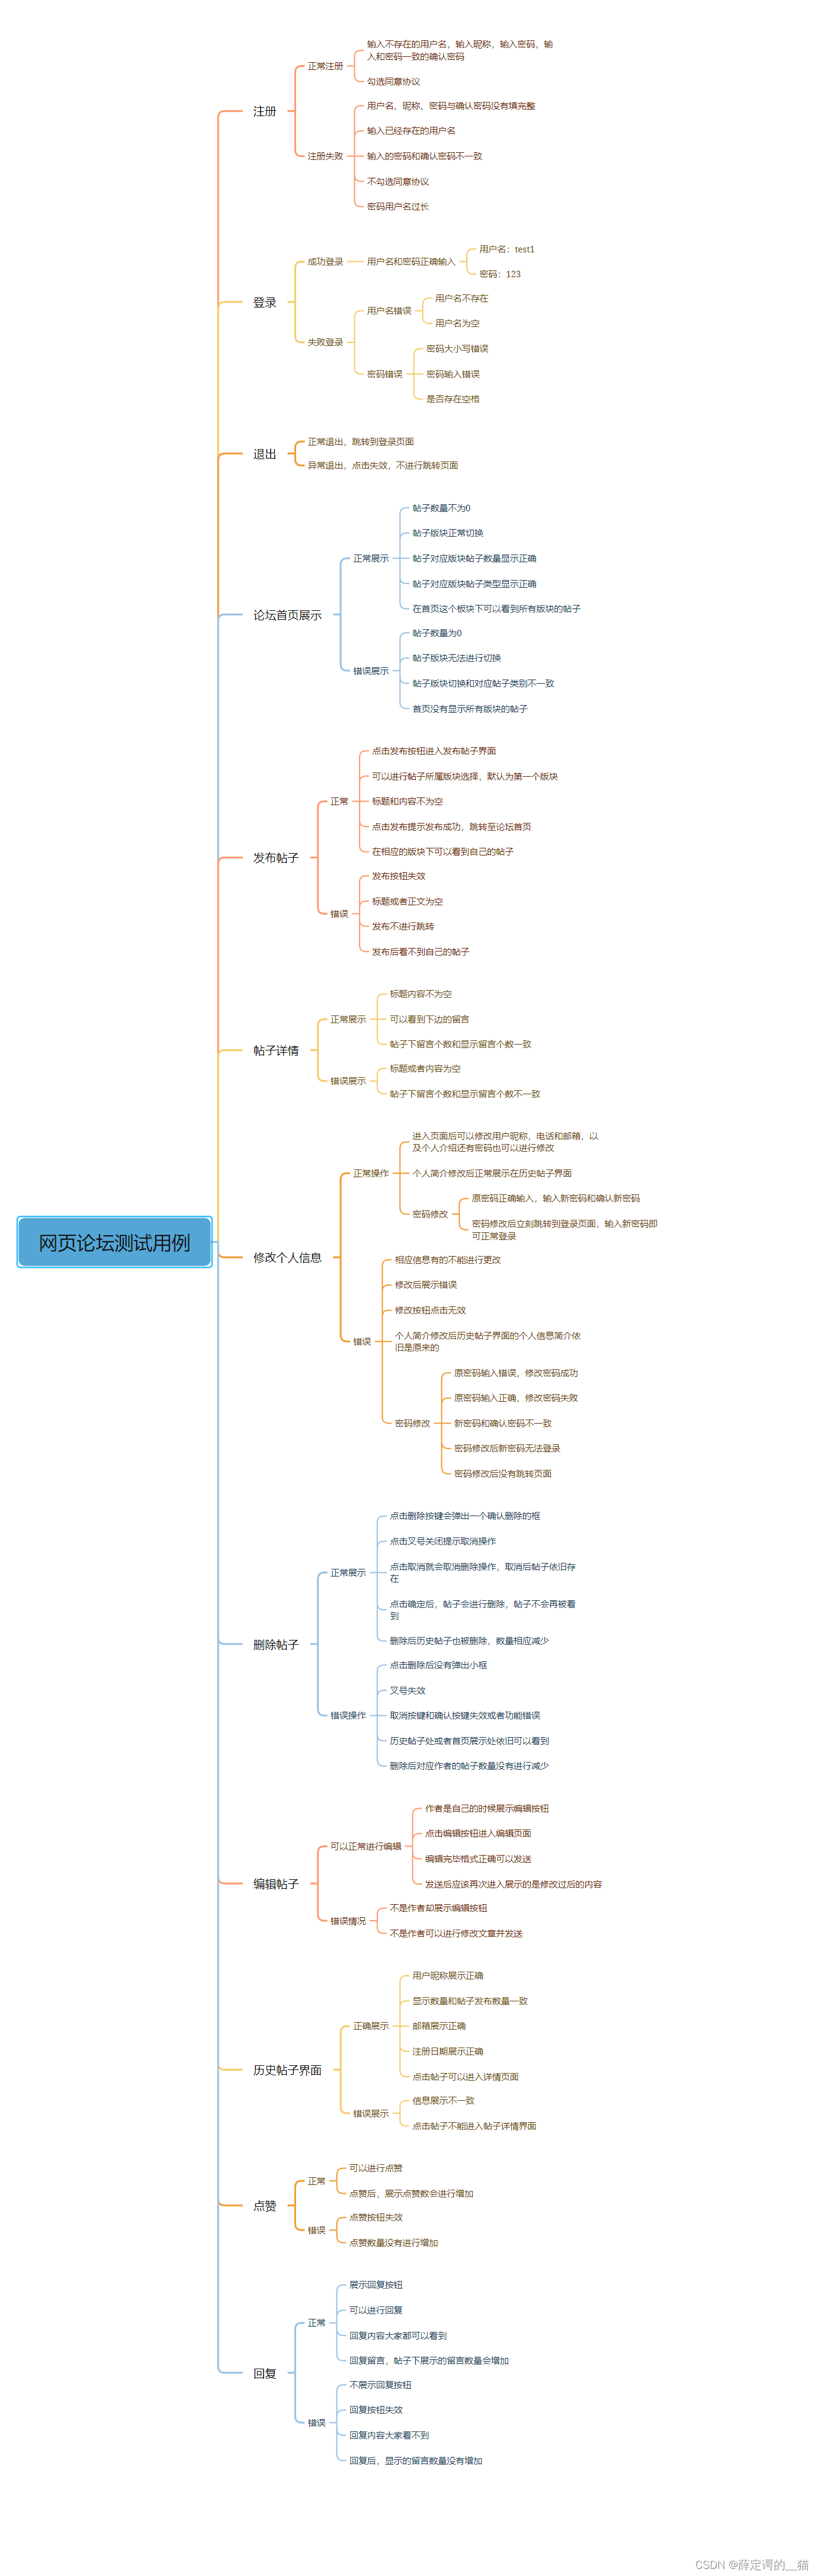 网页论坛测试用例
注册
正常注册
输入不存在的用户名，输入昵称，输入密码，输
入和密码一致的确认密码
勾选同意协议
注册失败
用户名、昵称、密码与确认密码没有填完整
输入已经存在的用户名
输入的密码和确认密码不一致
不勾选同意协议
密码用户名过长
登录
成功登录
用户名和密码正确输入
用户名：test1
密码：123
失败登录
用户名错误
用户名不存在
用户名为空
密码错误
密码大小写错误
密码输入错误
是否存在空格
退出
正常退出，跳转到登录页面
异常退出，点击失效，不进行跳转页面
论坛首页展示
正常展示
帖子数量不为0
帖子版块正常切换
帖子对应版块帖子数量显示正确
帖子对应版块帖子类型显示正确
在首页这个板块下可以看到所有版块的帖子
错误展示
帖子数量为0
帖子版块无法进行切换
帖子版块切换和对应帖子类别不一致
首页没有显示所有版块的帖子
发布帖子
正常
点击发布按钮进入发布帖子界面
可以进行帖子所属版块选择，默认为第一个版块
标题和内容不为空
点击发布提示发布成功，跳转至论坛首页
在相应的版块下可以看到自己的帖子
错误
发布按钮失效
标题或者正文为空
发布不进行跳转
发布后看不到自己的帖子
帖子详情
正常展示
标题内容不为空
可以看到下边的留言
帖子下留言个数和显示留言个数一致
错误展示
标题或者内容为空
帖子下留言个数和显示留言个数不一致
修改个人信息
正常操作
进入页面后可以修改用户昵称，电话和邮箱，以
及个人介绍还有密码也可以进行修改
个人简介修改后正常展示在历史帖子界面
密码修改
原密码正确输入，输入新密码和确认新密码
密码修改后立刻跳转到登录页面，输入新密码即
可正常登录
错误
相应信息有的不能进行更改
修改后展示错误
修改按钮点击无效
个人简介修改后历史帖子界面的个人信息简介依
旧是原来的
密码修改
原密码输入错误，修改密码成功
原密码输入正确，修改密码失败
新密码和确认密码不一致
密码修改后新密码无法登录
密码修改后没有跳转页面
删除帖子
正常展示
点击删除按键会弹出一个确认删除的框
点击叉号关闭提示取消操作
点击取消就会取消删除操作，取消后帖子依旧存
在
点击确定后，帖子会进行删除，帖子不会再被看
到
删除后历史帖子也被删除，数量相应减少
错误操作
点击删除后没有弹出小框
叉号失效
取消按键和确认按键失效或者功能错误
历史帖子处或者首页展示处依旧可以看到
删除后对应作者的帖子数量没有进行减少
编辑帖子
可以正常进行编辑
作者是自己的时候展示编辑按钮
点击编辑按钮进入编辑页面
编辑完毕格式正确可以发送
发送后应该再次进入展示的是修改过后的内容
错误情况
不是作者却展示编辑按钮
不是作者可以进行修改文章并发送
历史帖子界面
正确展示
用户昵称展示正确
显示数量和帖子发布数量一致
邮箱展示正确
注册日期展示正确
点击帖子可以进入详情页面
错误展示
信息展示不一致
点击帖子不能进入帖子详情界面
点赞
正常
可以进行点赞
点赞后，展示点赞数会进行增加
错误
点赞按钮失效
点赞数量没有进行增加
回复
正常
展示回复按钮
可以进行回复
回复内容大家都可以看到
回复留言，帖子下展示的留言数量会增加
错误
不展示回复按钮
回复按钮失效
回复内容大家看不到
回复后，显示的留言数量没有增加
CSDN @薛定谔的__猫